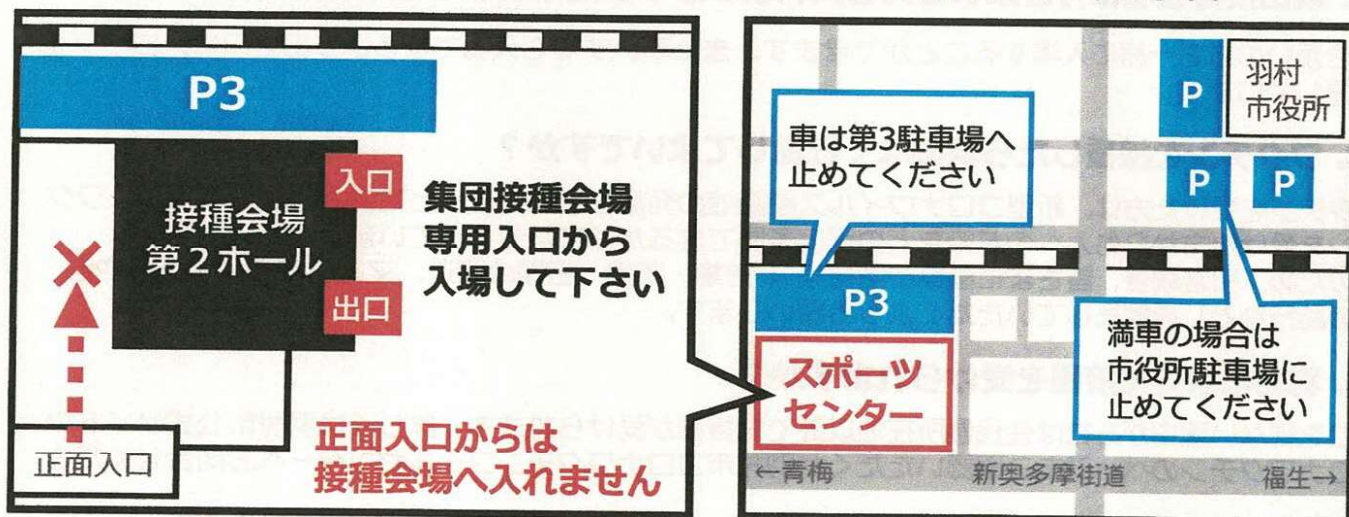 P3
接種会場
第2ホール
入口
出口
集団接種会場
専用入口から
入場して下さい
正面入口
正面入口からは
接種会場へ入れません
車は第3駐車場へ
止めてください
P
羽村
市役所
P
P
P3
スポーツ
センター
満車の場合は
市役所駐車場に
止めてください
←青梅
新奥多摩街道
福生→